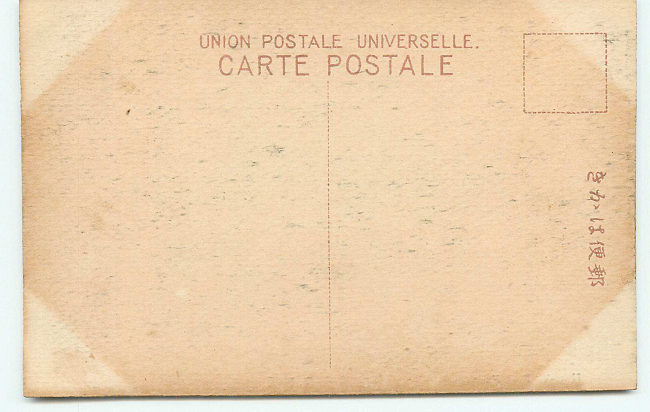 UNION POSTALE UNIVERSELLE.
CARTE POSTALE
郵便はかき